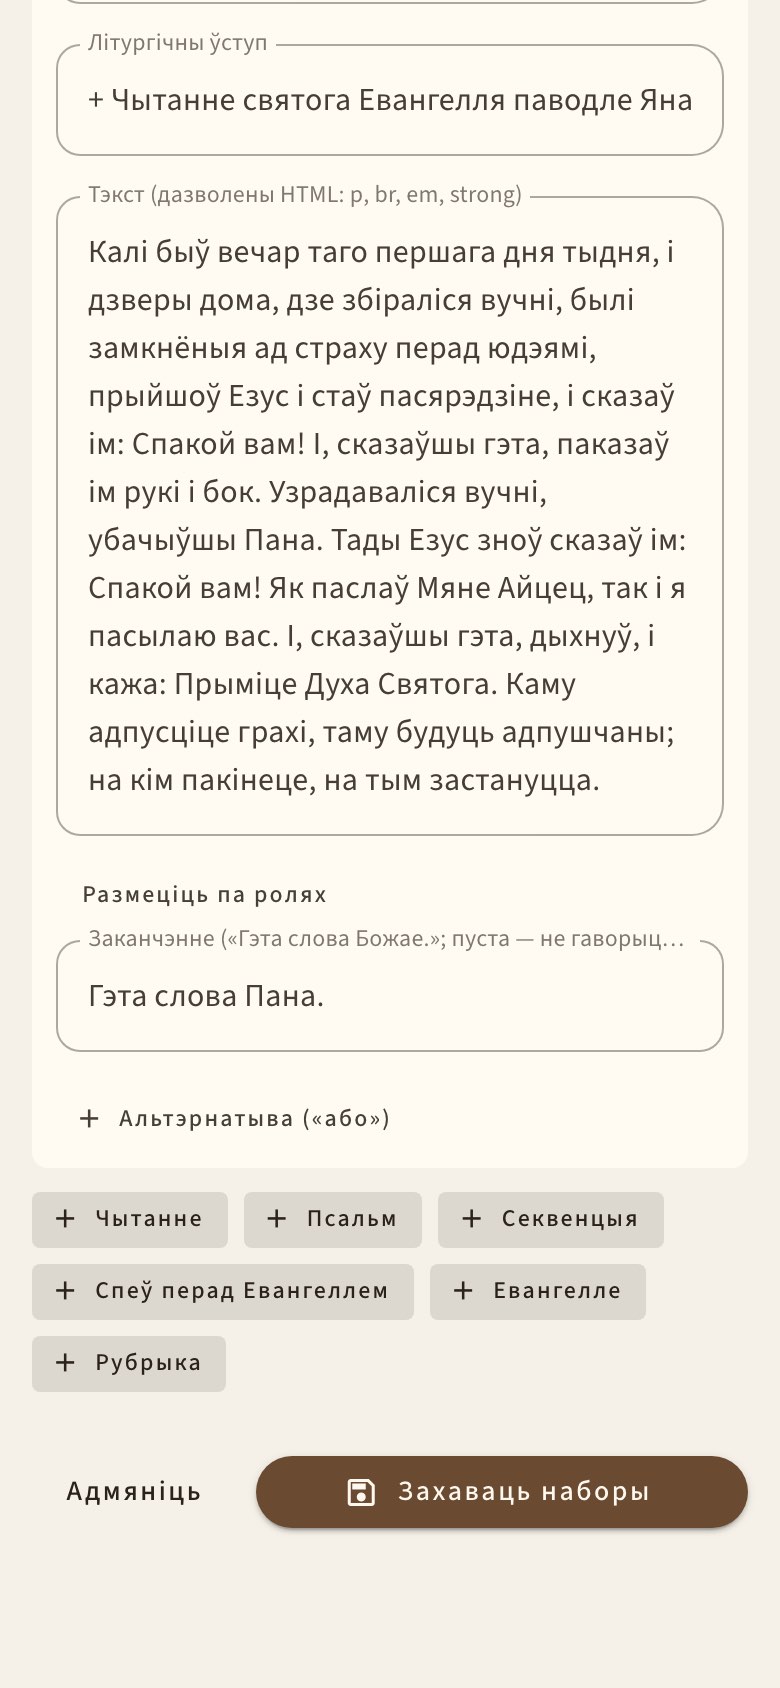 Літургічны ўступ
+ Чытанне святога Евангелля паводле Яна
Тэкст (дазволены HTML: p, br, em, strong)
Калі быў вечар таго першага дня тыдня, і
дзверы дома, дзе збіраліся вучні, былі
замкнёныя ад страху перад юдэямі,
прыйшоў Езус і стаў пасярэдзіне, і сказаў
ім: Спакой вам! І, сказаўшы гэта, паказаў
ім рукі і бок. Узрадаваліся вучні,
убачыўшы Пана. Тады Езус зноў сказаў ім:
Спакой вам! Як паслаў Мяне Айцец, так і я
пасылаю вас. І, сказаўшы гэта, дыхнуў, і
кажа: Прыміце Духа Святога. Каму
адпусціце грахі, таму будуць адпушчаны;
на кім пакінеце, на тым застануцца.
Размеціць па ролях
Заканчэнне («Гэта слова Божае.»; пуста — не гаворыц…
Гэта слова Пана.
+ Альтэрнатыва («або»)
+ Чытанне + Псальм + Секвенцыя
+ Спеў перад Евангеллем + Евангелле
+ Рубрыка
Адмяніць Захаваць наборы